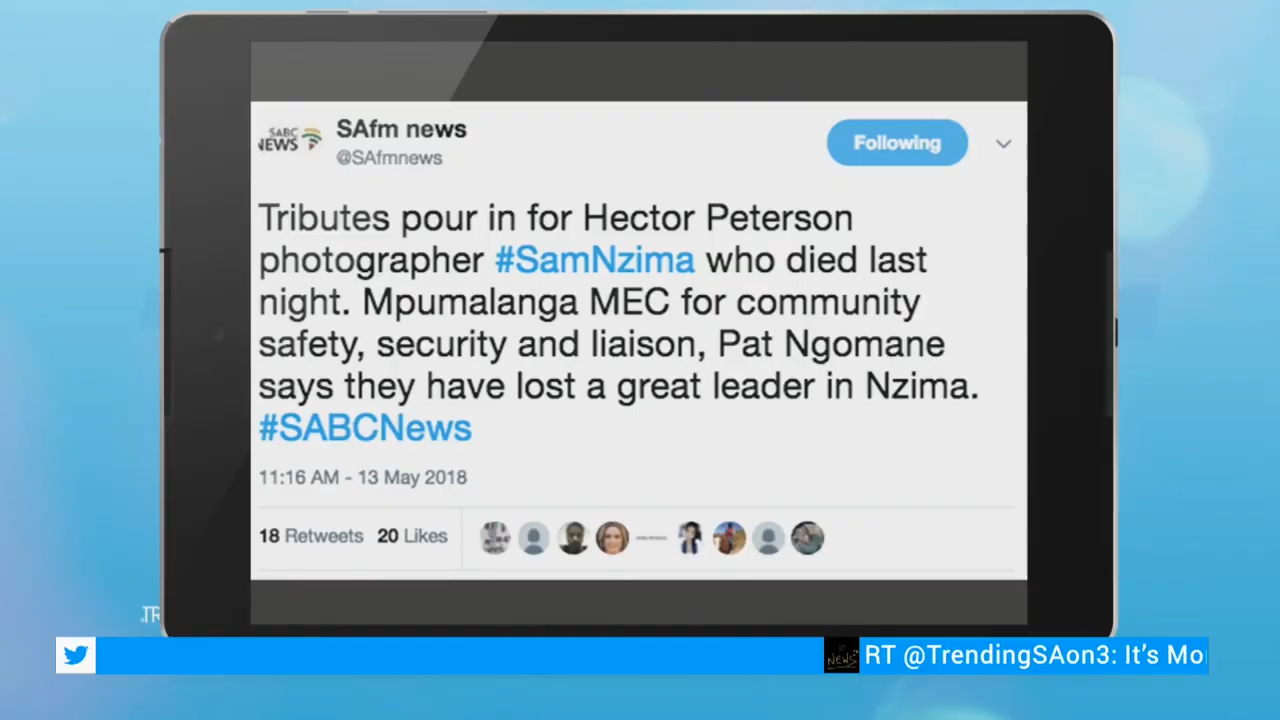 SABC
NEWS
SAfm news
@SAfmnews
Following
Tributes pour in for Hector Peterson
photographer #SamNzima who died last
night. Mpumalanga MEC for community
safety, security and liaison, Pat Ngomane
says they have lost a great leader in Nzima.
#SABCNews
11:16 AM - 13 May 2018
18 Retweets 20 Likes
.TR
NEWS
RT @TrendingSAon3: It's Mo